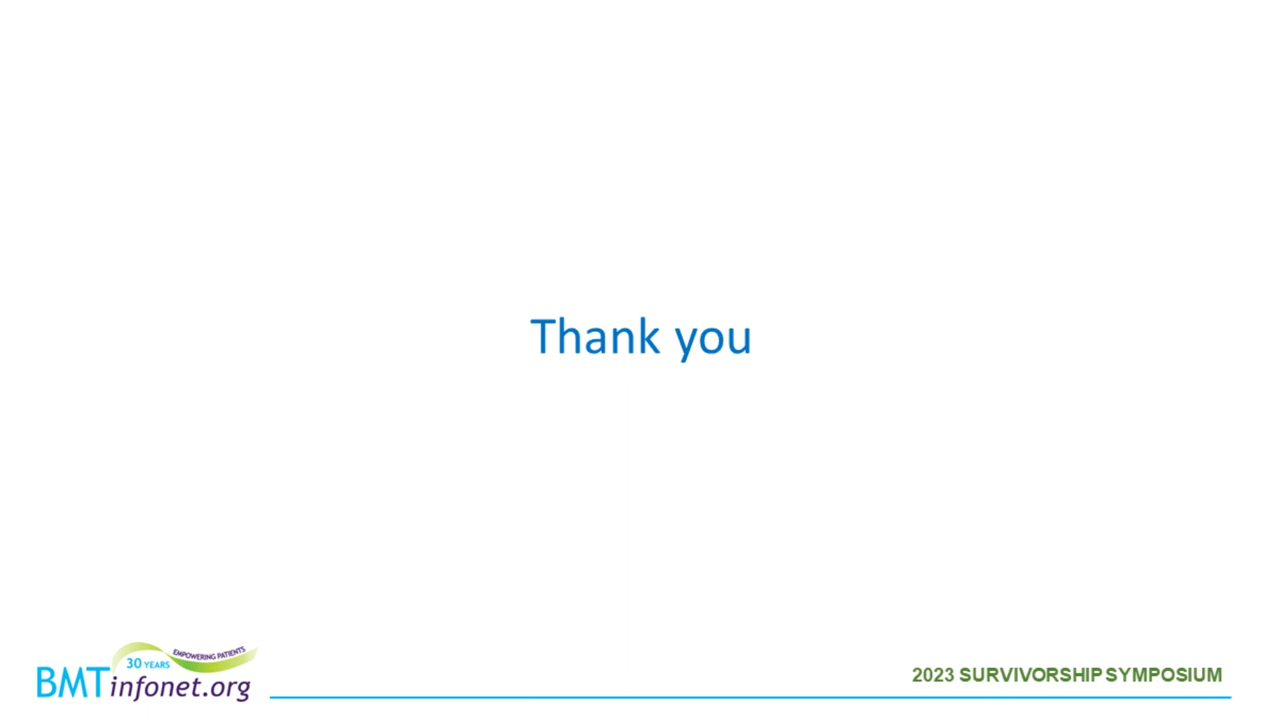 Thank you
30 YEARS
EMPOWERING PATIENTS
BMTinfonet.org
2023 SURVIVORSHIP SYMPOSIUM